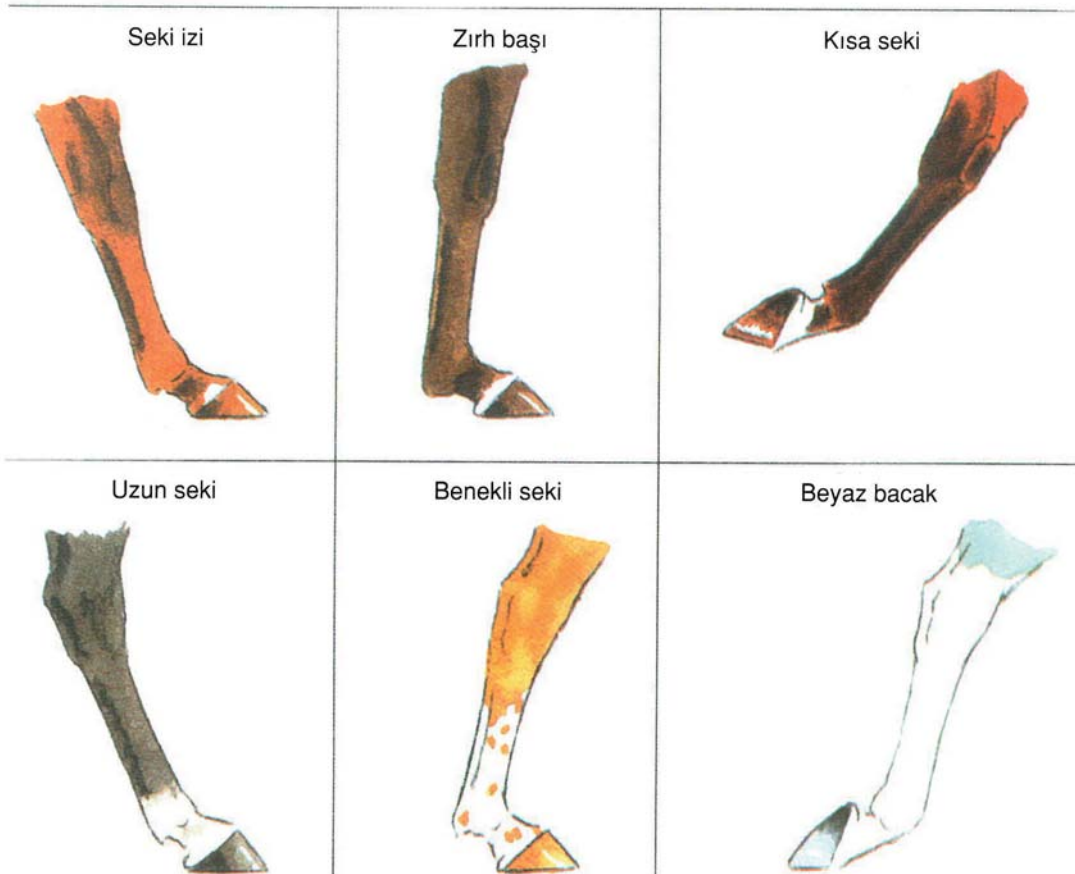 Seki izi
Zırh başı
Kısa seki
Uzun seki
Benekli seki
Beyaz bacak